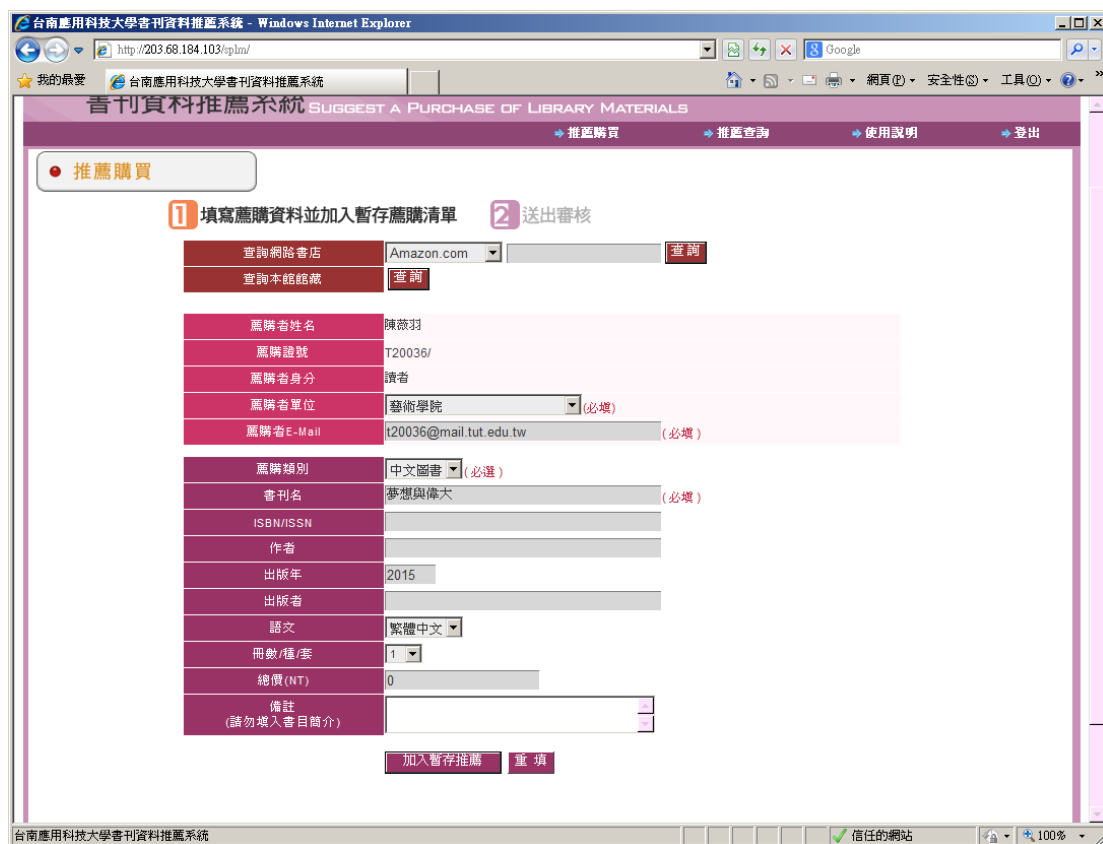 台南應用科技大學書刊資料推薦系統 - Windows Internet Explorer
http://203.68.184.103/splm/
Google
我的最愛 台南應用科技大學書刊資料推薦系統 網頁(P) 安全性(S) 工具(O) »
書刊資料推薦系統 SUGGEST A PURCHASE OF LIBRARY MATERIALS
推薦購買 推薦查詢 使用說明 登出
推薦購買
1 填寫薦購資料並加入暫存薦購清單 2 送出審核
查詢網路書店 Amazon.com 查詢
查詢本館館藏 查詢
薦購者姓名 陳薇羽
薦購證號 T20036/
薦購者身分 讀者
薦購者單位 藝術學院 (必填)
薦購者E-Mail t20036@mail.tut.edu.tw (必填)
薦購類別 中文圖書 (必選)
書刊名 夢想與偉大 (必填)
ISBN/ISSN
作者
出版年 2015
出版者
語文 繁體中文
冊數/種/套 1
總價(NT) 0
備註
(請勿填入書目簡介)
加入暫存推薦 重填
台南應用科技大學書刊資料推薦系統 信任的網站 100%